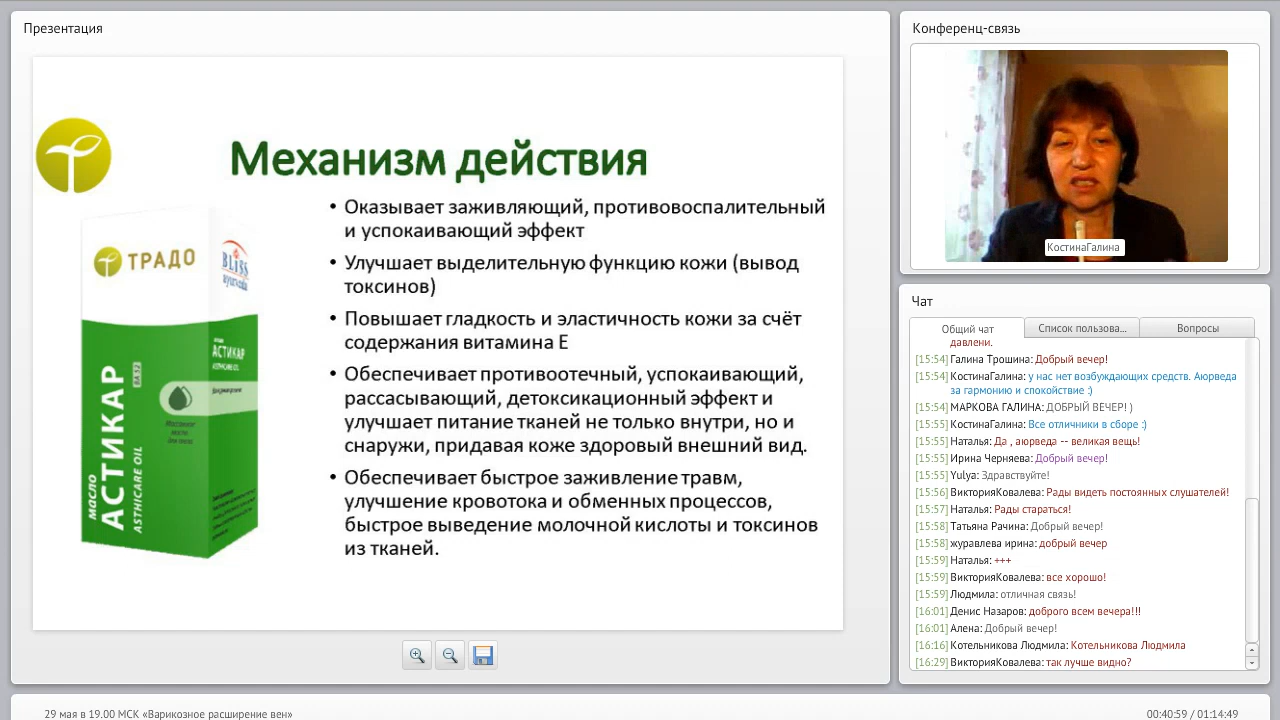 Презентация
Механизм действия
ТРАДО
BLISS
ayurveda
масло
АСТИКАР
ASTHICARE OIL
АСТИКАР
ASTHICARE OIL
• Оказывает заживляющий, противовоспалительный
и успокаивающий эффект
• Улучшает выделительную функцию кожи (вывод
токсинов)
• Повышает гладкость и эластичность кожи за счёт
содержания витамина Е
• Обеспечивает противоотечный, успокаивающий,
рассасывающий, детоксикационный эффект и
улучшает питание тканей не только внутри, но и
снаружи, придавая коже здоровый внешний вид.
• Обеспечивает быстрое заживление травм,
улучшение кровотока и обменных процессов,
быстрое выведение молочной кислоты и токсинов
из тканей.
Конференц-связь
КостинаГалина
Чат
Общий чат
Список пользова...
Вопросы
давлени.
[15:54] Галина Трошина: Добрый вечер!
[15:54] КостинаГалина: у нас нет возбуждающих средств. Аюрведа
за гармонию и спокойствие :)
[15:54] МАРКОВА ГАЛИНА: ДОБРЫЙ ВЕЧЕР! )
[15:55] КостинаГалина: Все отличники в сборе :)
[15:55] Наталья: Да , аюрведа -- великая вещь!
[15:55] Ирина Черняева: Добрый вечер!
[15:55] Yulya: Здравствуйте!
[15:56] ВикторияКовалева: Рады видеть постоянных слушателей!
[15:57] Наталья: Рады стараться!
[15:58] Татьяна Рачина: Добрый вечер!
[15:58] журавлева ирина: добрый вечер
[15:59] Наталья: +++
[15:59] ВикторияКовалева: все хорошо!
[15:59] Людмила: отличная связь!
[16:01] Денис Назаров: доброго всем вечера!!!
[16:01] Алена: Добрый вечер!
[16:16] Котельникова Людмила: Котельникова Людмила
[16:29] ВикторияКовалева: так лучше видно?
29 мая в 19.00 МСК «Варикозное расширение вен»
00:40:59 / 01:14:49